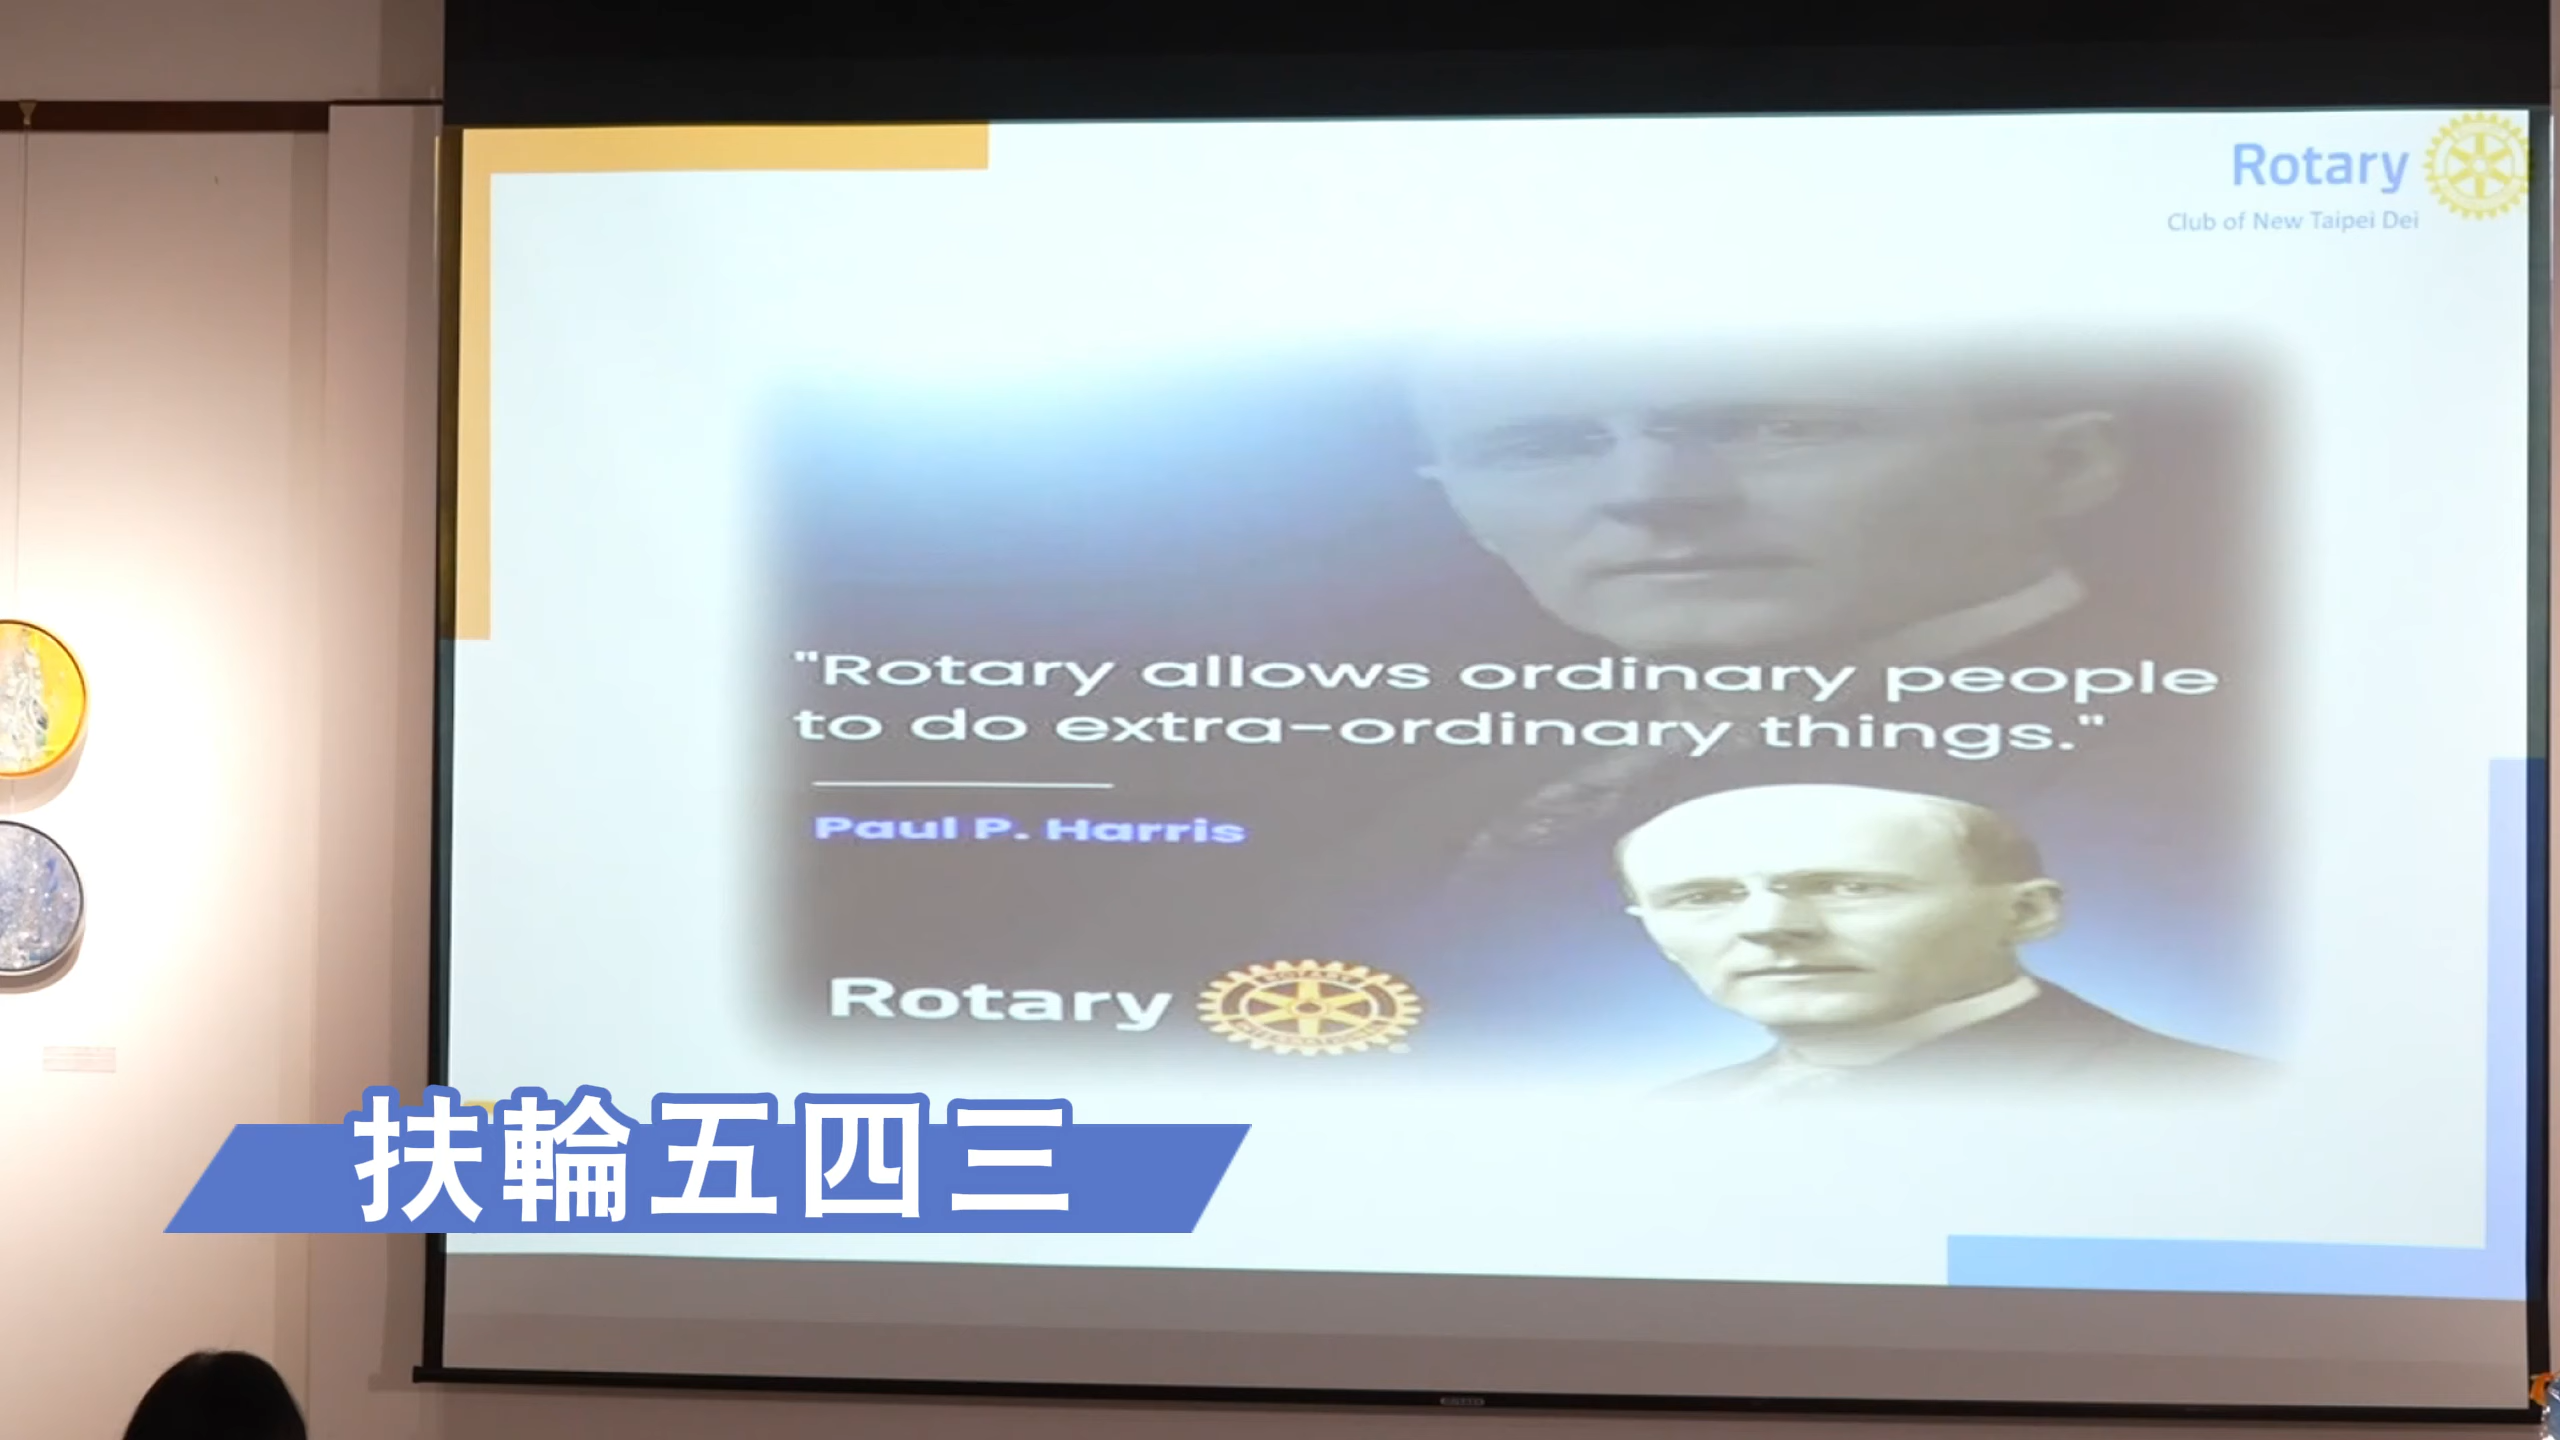 Rotary
Club of New Taipei Dei
"Rotary allows ordinary people
to do extra-ordinary things."
Paul P. Harris
Rotary
扶輪五四三